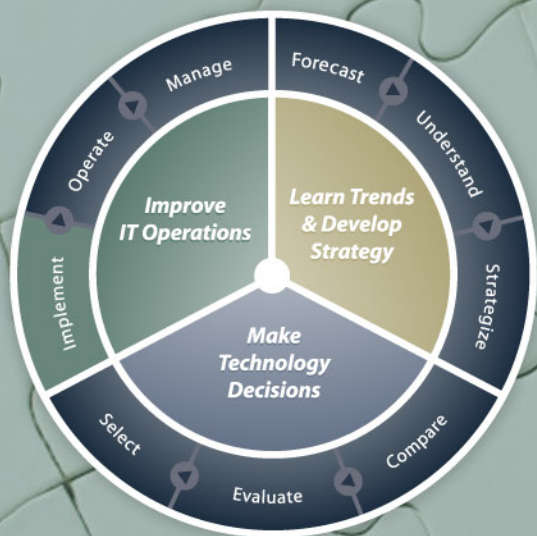 Forecast
Understand
Strategize
Compare
Evaluate
Select
Implement
Operate
Manage
Learn Trends
& Develop
Strategy
Make
Technology
Decisions
Improve
IT Operations